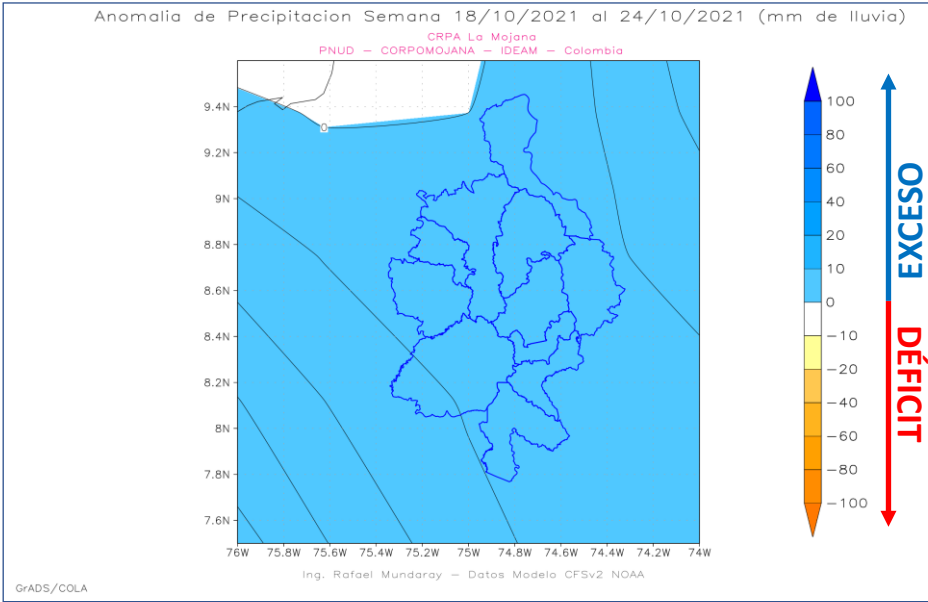 Anomalia de Precipitacion Semana 18/10/2021 al 24/10/2021 (mm de lluvia)
CRPA La Mojana
PNUD – CORPOMOJANA – IDEAM – Colombia
9.4N
9.2N
9N
8.8N
8.6N
8.4N
8.2N
8N
7.8N
7.6N
0
76W 75.8W 75.6W 75.4W 75.2W 75W 74.8W 74.6W 74.4W 74.2W 74W
100
80
60
40
20
10
0
−10
−20
−40
−60
−80
−100
EXCESO
DÉFICIT
Ing. Rafael Mundaray – Datos Modelo CFSv2 NOAA
GrADS/COLA